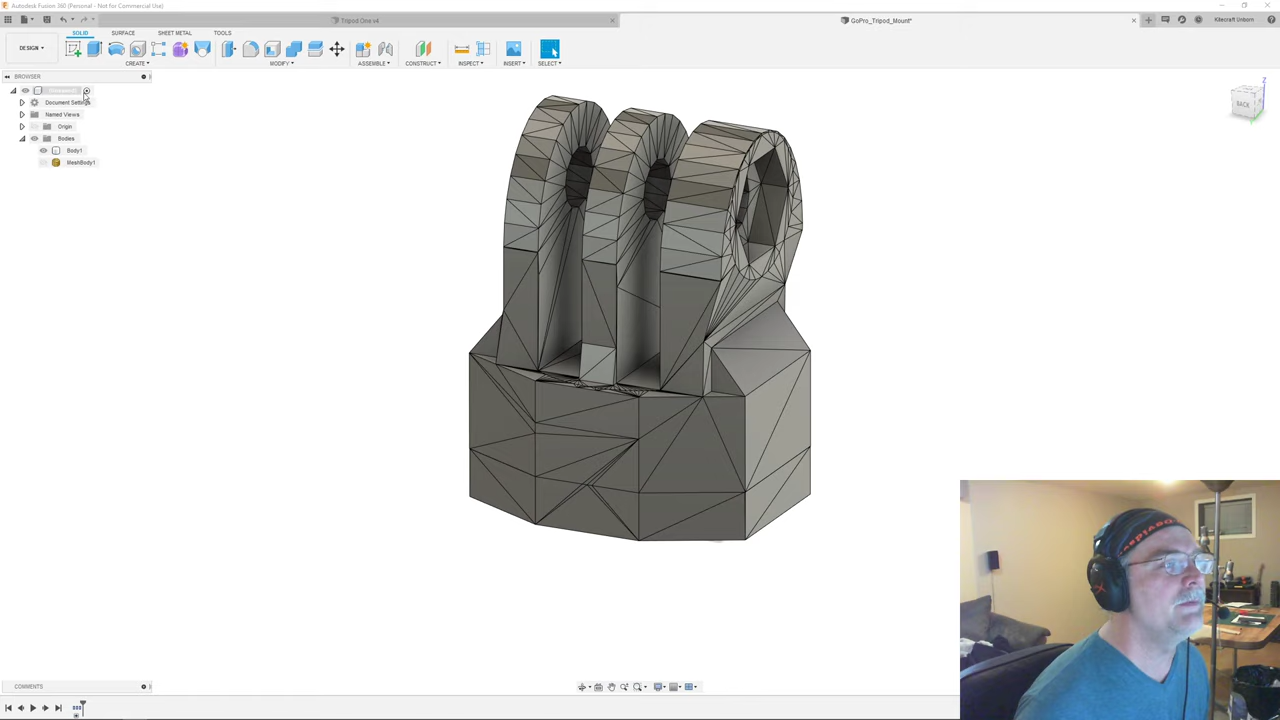 Autodesk Fusion 360 (Personal - Not for Commercial Use)
Tripod One v4
GoPro_Tripod_Mount*
Kitecraft Unborn
DESIGN
SOLID
SURFACE
SHEET METAL
TOOLS
CREATE
MODIFY
ASSEMBLE
CONSTRUCT
INSPECT
INSERT
SELECT
BROWSER
Document Settings
Named Views
Origin
Bodies
Body1
MeshBody1
Z
BACK
COMMENTS